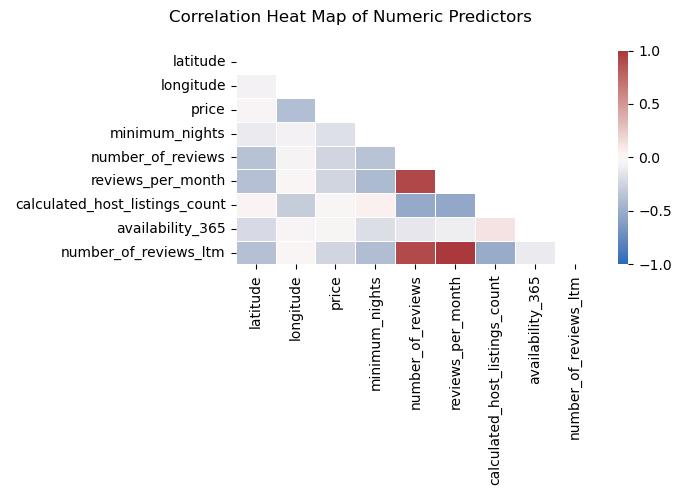 Correlation Heat Map of Numeric Predictors
latitude
longitude
price
minimum_nights
number_of_reviews
reviews_per_month
calculated_host_listings_count
availability_365
number_of_reviews_ltm
latitude
longitude
price
minimum_nights
number_of_reviews
reviews_per_month
calculated_host_listings_count
availability_365
number_of_reviews_ltm
1.0
0.5
0.0
−0.5
−1.0